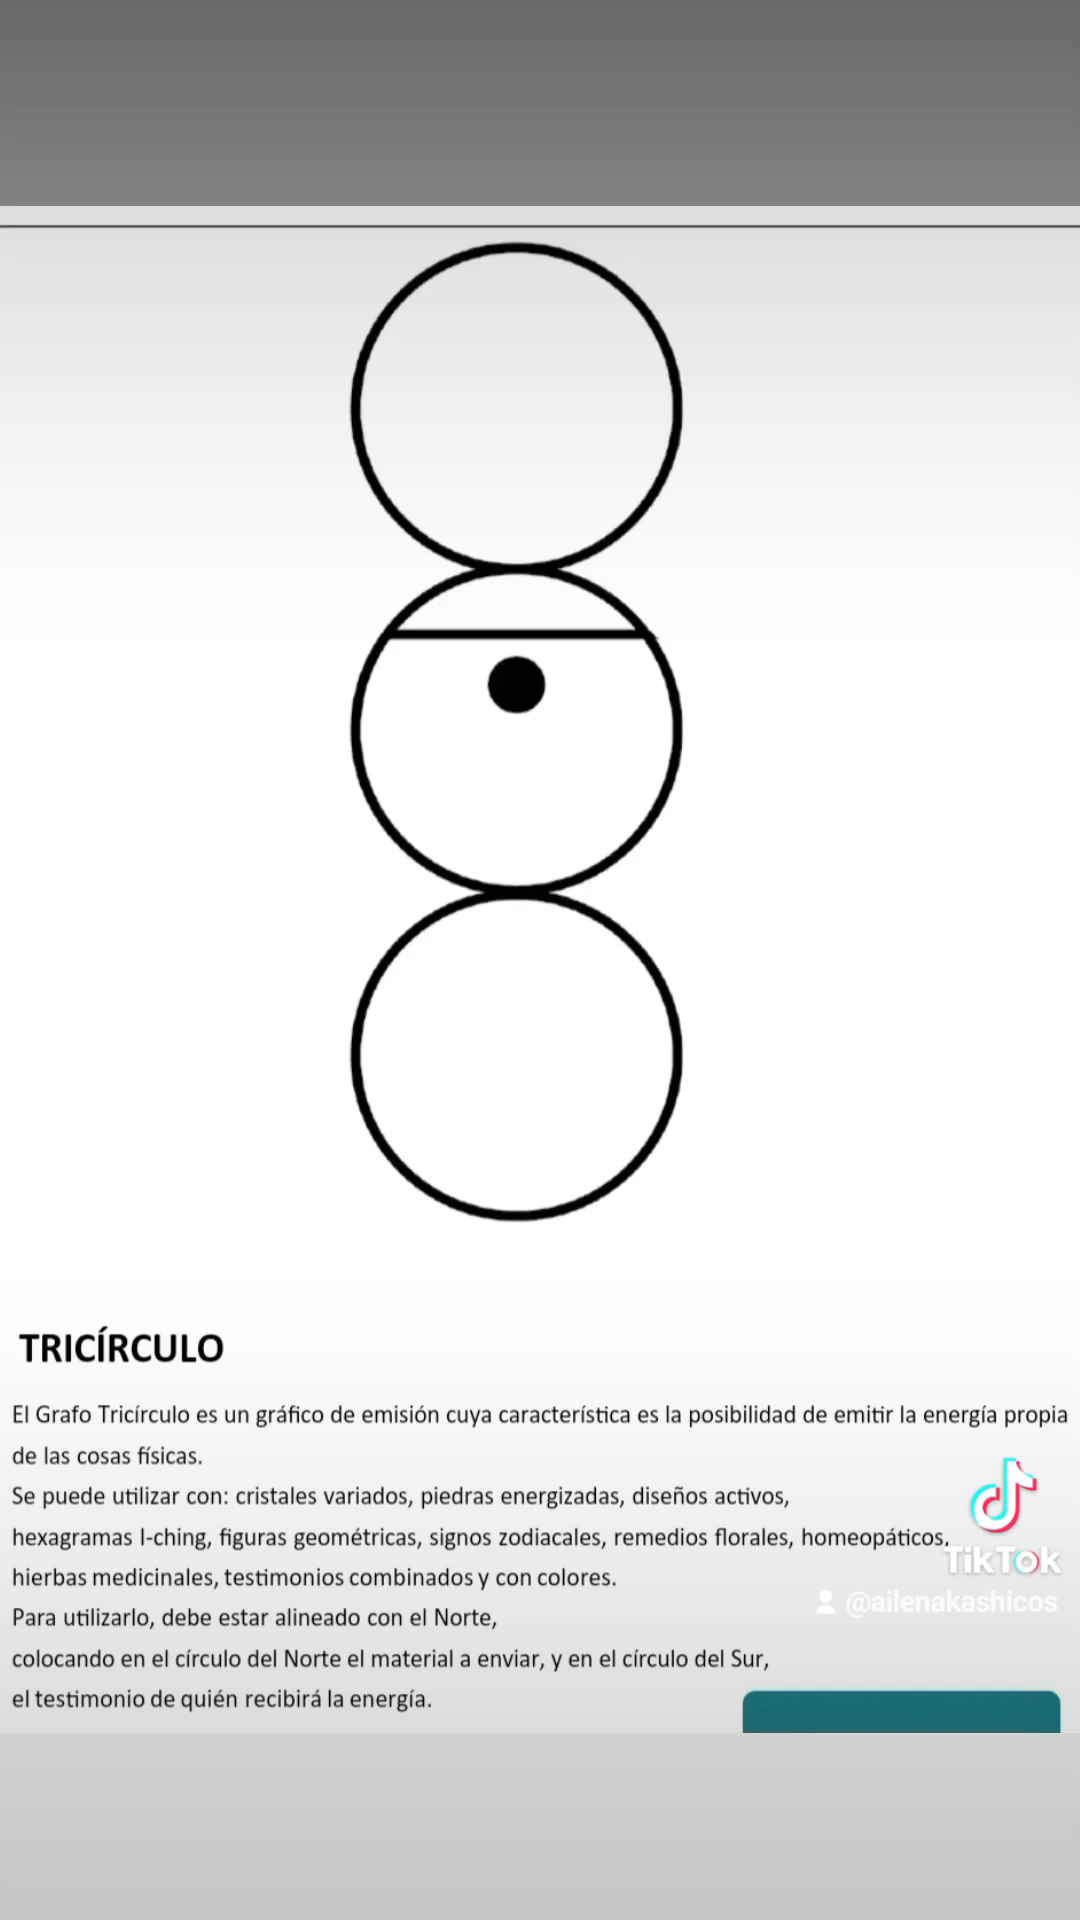 TRICÍRCULO
El Grafo Tricírculo es un gráfico de emisión cuya característica es la posibilidad de emitir la energía propia
de las cosas físicas.
Se puede utilizar con: cristales variados, piedras energizadas, diseños activos,
hexagramas I-ching, figuras geométricas, signos zodiacales, remedios florales, homeopáticos,
hierbas medicinales, testimonios combinados y con colores.
Para utilizarlo, debe estar alineado con el Norte,
colocando en el círculo del Norte el material a enviar, y en el círculo del Sur,
el testimonio de quién recibirá la energía.
TikTok
@ailenakashicos